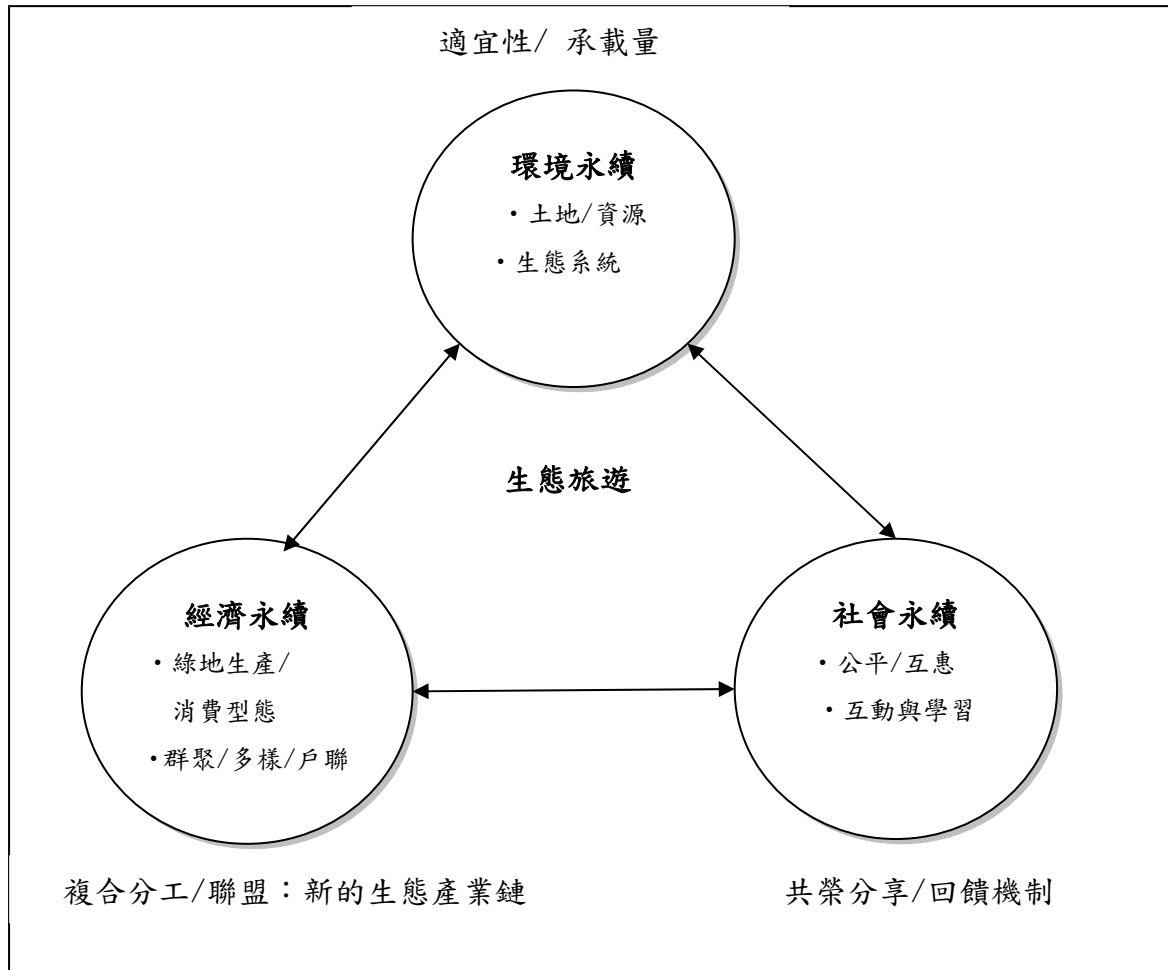 適宜性/ 承載量
環境永續
・土地/資源
・生態系統
生態旅遊
經濟永續
・綠地生產/
消費型態
・群聚/多樣/戶聯
社會永續
・公平/互惠
・互動與學習
複合分工/聯盟：新的生態產業鏈
共榮分享/回饋機制